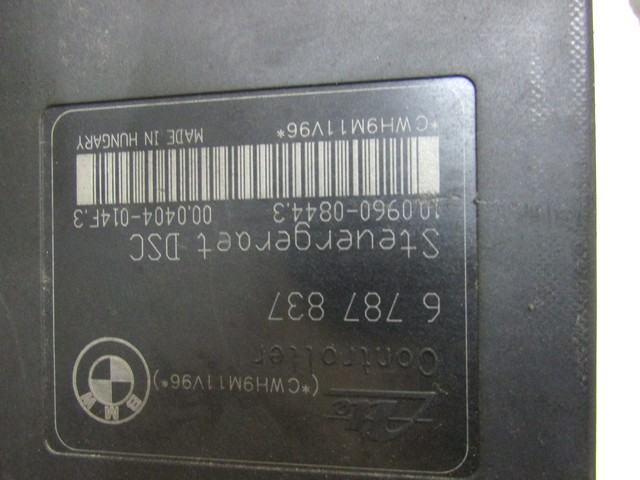 Ate
Controller
(*CWH9M11V96*)
BMW
6 787 837
Steuergeraet DSC
10.0960-0844.3 00.0404-014F.3
*CWH9M11V96* MADE IN HUNGARY